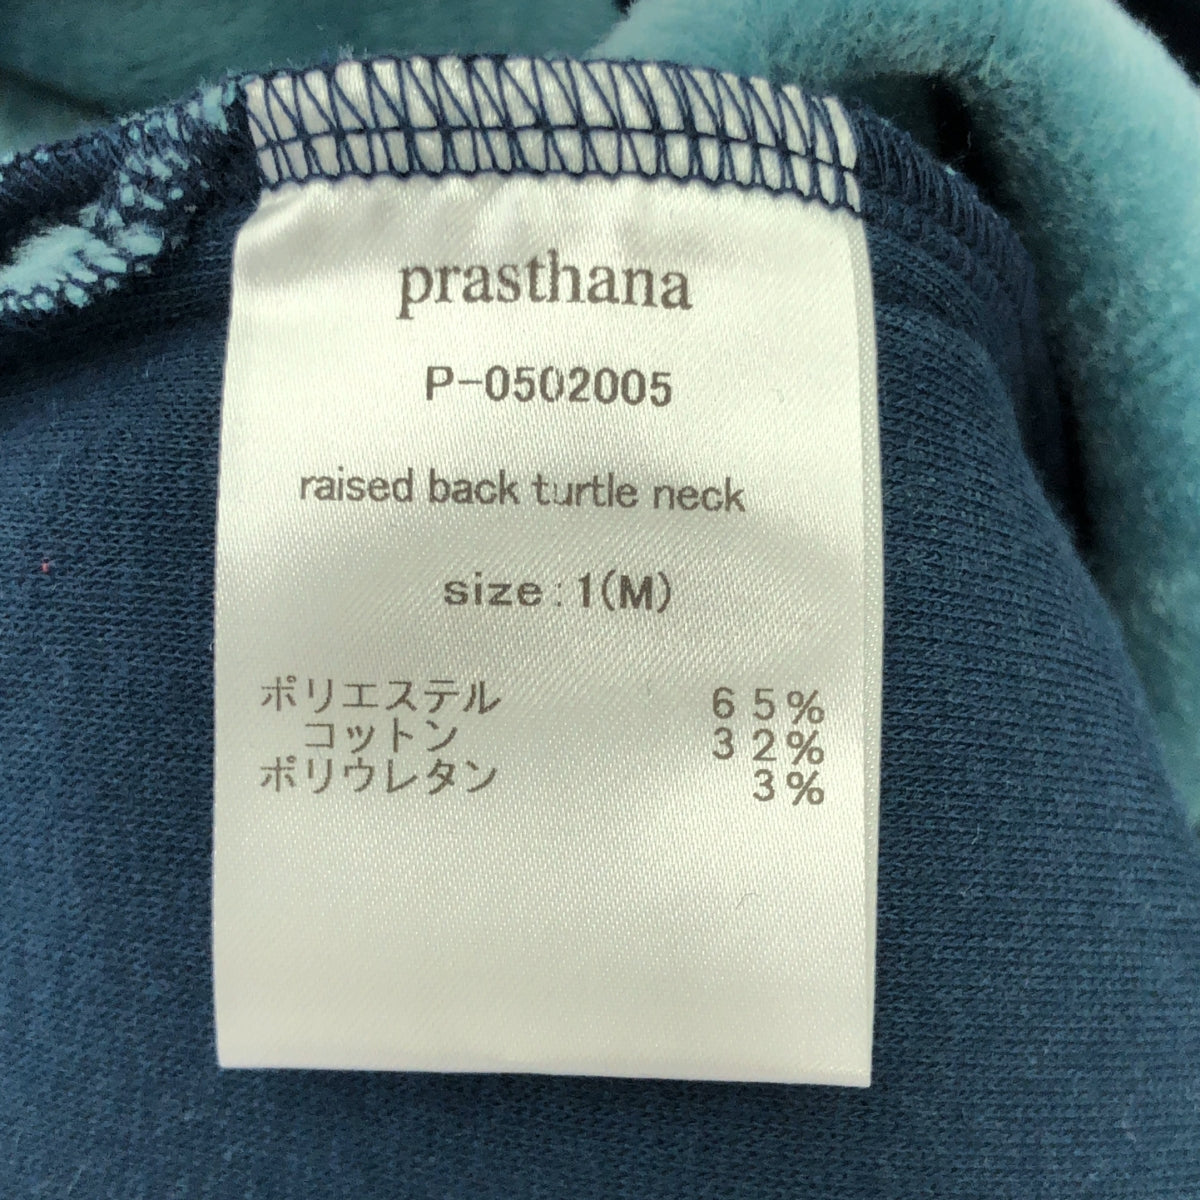 prasthana
P-0502005
raised back turtle neck
size:1(M)
ポリエステル 65%
コットン 32%
ポリウレタン 3%